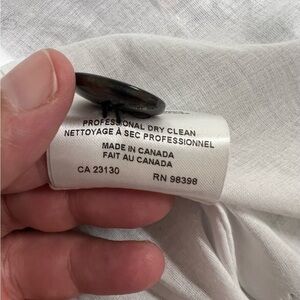 PROFESSIONAL DRY CLEAN
NETTOYAGE À SEC PROFESSIONNEL
MADE IN CANADA
FAIT AU CANADA
CA 23130 RN 98398